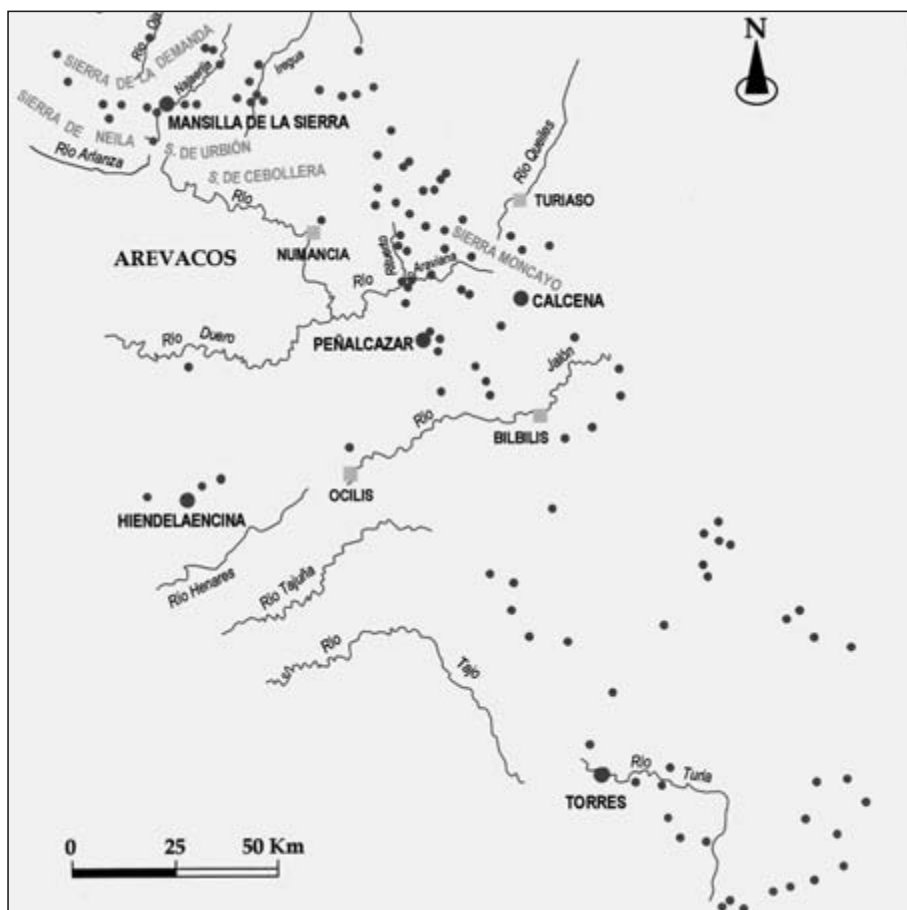 N
Río Oja
SIERRA DE LA DEMANDA
Najerilla
Iregua
SIERRA DE NEILA
MANSILLA DE LA SIERRA
Río Arlanza
S. DE URBIÓN
S. DE CEBOLLERA
Río Queiles
TURIASO
Río
NUMANCIA
AREVACOS
Rituerto
SIERRA MONCAYO
Araviana
Río
CALCENA
Río Duero
PEÑALCAZAR
Jalón
Río
BILBILIS
OCILIS
HIENDELAENCINA
Río Henares
Río Tajuña
Río
Tajo
Río Turia
TORRES
0 25 50 Km